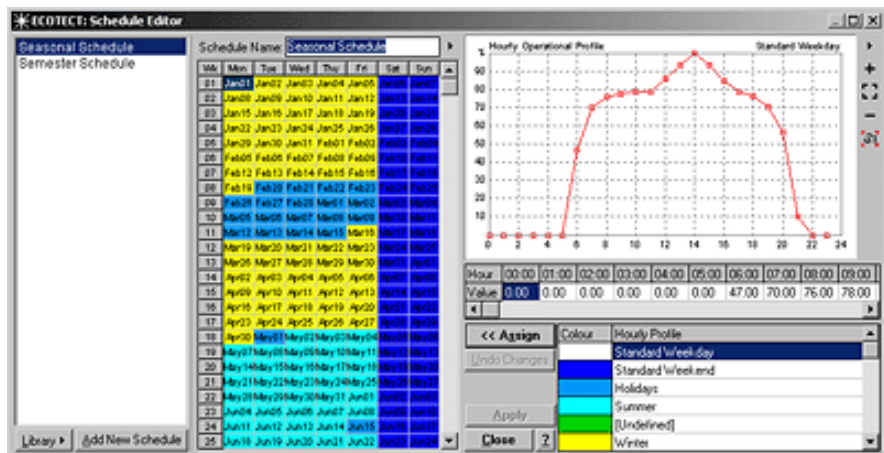 ECOTECT: Schedule Editor
Seasonal Schedule
Semester Schedule
Schedule Name: Seasonal Schedule
Wk Mon Tue Wed Thu Fri Sat Sun
01 Jan01 Jan02 Jan03 Jan04 Jan05
02 Jan08 Jan09 Jan10 Jan11 Jan12
03 Jan15 Jan16 Jan17 Jan18 Jan19
04 Jan22 Jan23 Jan24 Jan25 Jan26
05 Jan29 Jan30 Jan31 Feb01 Feb02
06 Feb05 Feb06 Feb07 Feb08 Feb09
07 Feb12 Feb13 Feb14 Feb15 Feb16
08 Feb19 Feb20 Feb21 Feb22 Feb23
09 Feb26 Feb27 Feb28 Mar01 Mar02
10 Mar05 Mar06 Mar07 Mar08 Mar09
11 Mar12 Mar13 Mar14 Mar15 Mar16
12 Mar19 Mar20 Mar21 Mar22 Mar23
13 Mar26 Mar27 Mar28 Mar29 Mar30
14 Apr02 Apr03 Apr04 Apr05 Apr06
15 Apr09 Apr10 Apr11 Apr12 Apr13
16 Apr16 Apr17 Apr18 Apr19 Apr20
17 Apr23 Apr24 Apr25 Apr26 Apr27
18 Apr30 May01 May02 May03 May04
19 May07 May08 May09 May10 May11
20 May14 May15 May16 May17 May18
21 May21 May22 May23 May24 May25
22 May28 May29 May30 May31 Jun01
23 Jun04 Jun05 Jun06 Jun07 Jun08
24 Jun11 Jun12 Jun13 Jun14 Jun15
25 Jun18 Jun19 Jun20 Jun21 Jun22
Library
Add New Schedule
% Hourly Operational Profile Standard Weekday
90
80
70
60
50
40
30
20
10
0 2 4 6 8 10 12 14 16 18 20 22 24
Hour 00:00 01:00 02:00 03:00 04:00 05:00 06:00 07:00 08:00 09:00
Value 0.00 0.00 0.00 0.00 0.00 0.00 47.00 70.00 76.00 78.00
<< Assign
Undo Changes
Apply
Close ?
Colour Hourly Profile
Standard Weekday
Standard Weekend
Holidays
Summer
[Undefined]
Winter